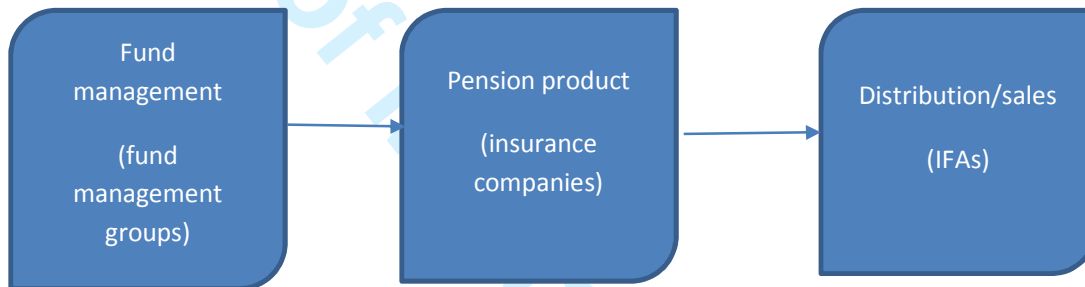 Fund
management
(fund
management
groups)
Pension product
(insurance
companies)
Distribution/sales
(IFAs)